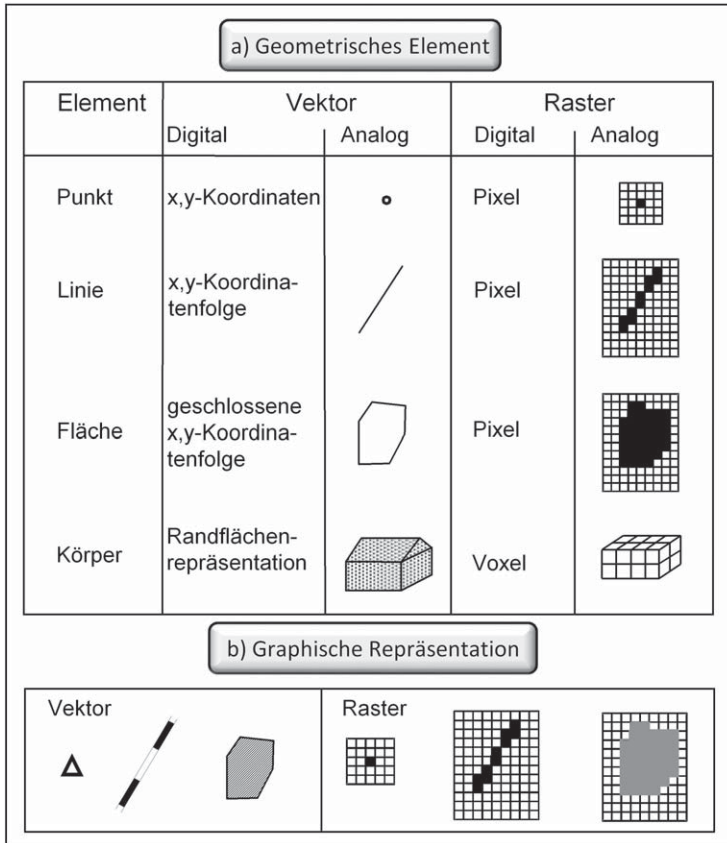 a) Geometrisches Element
Element Vektor Raster
Digital Analog Digital Analog
Punkt x,y-Koordinaten Pixel
Linie x,y-Koordina- Pixel
tenfolge
geschlossene
Fläche x,y-Koordina- Pixel
tenfolge
Randflächen-
Körper repräsentation Voxel
b) Graphische Repräsentation
Vektor Raster